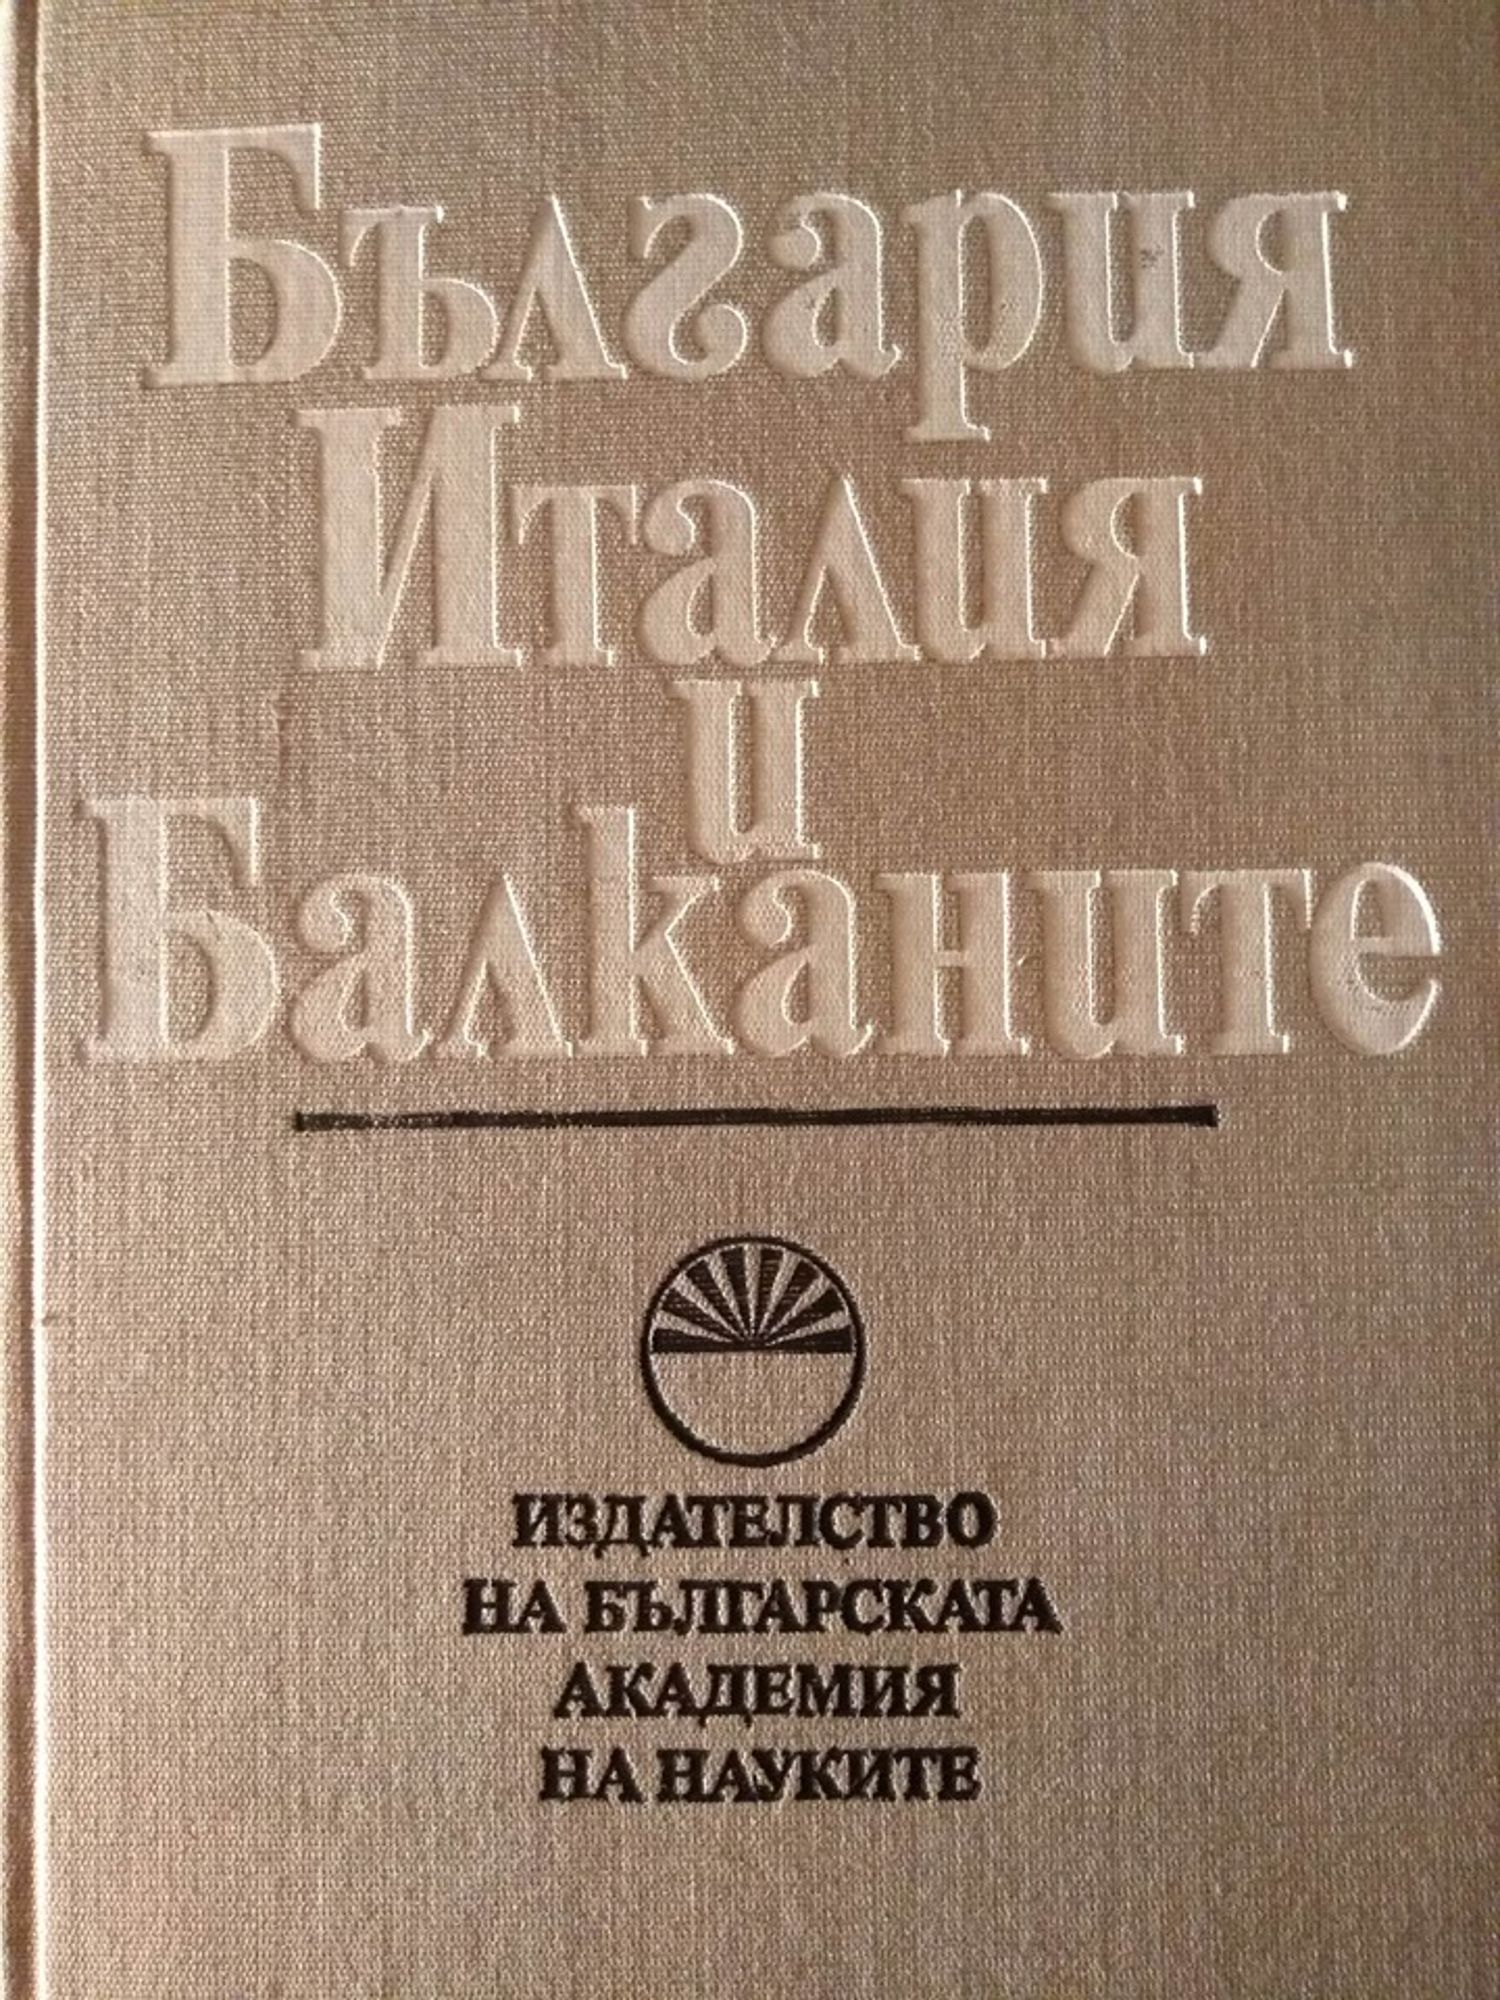 България
Италия
и
Балканите
ИЗДАТЕЛСТВО
НА БЪЛГАРСКАТА
АКАДЕМИЯ
НА НАУКИТЕ